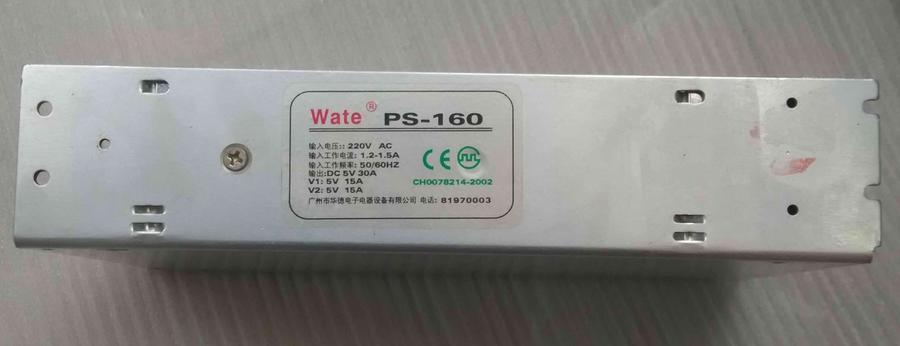 Wate® PS-160
输入电压:: 220V AC
输入工作电流: 1.2-1.5A
输入工作频率: 50/60HZ
输出:DC 5V 30A
V1: 5V 15A
V2: 5V 15A
CE
CH0078214-2002
广州市华德电子电器设备有限公司 电话: 81970003